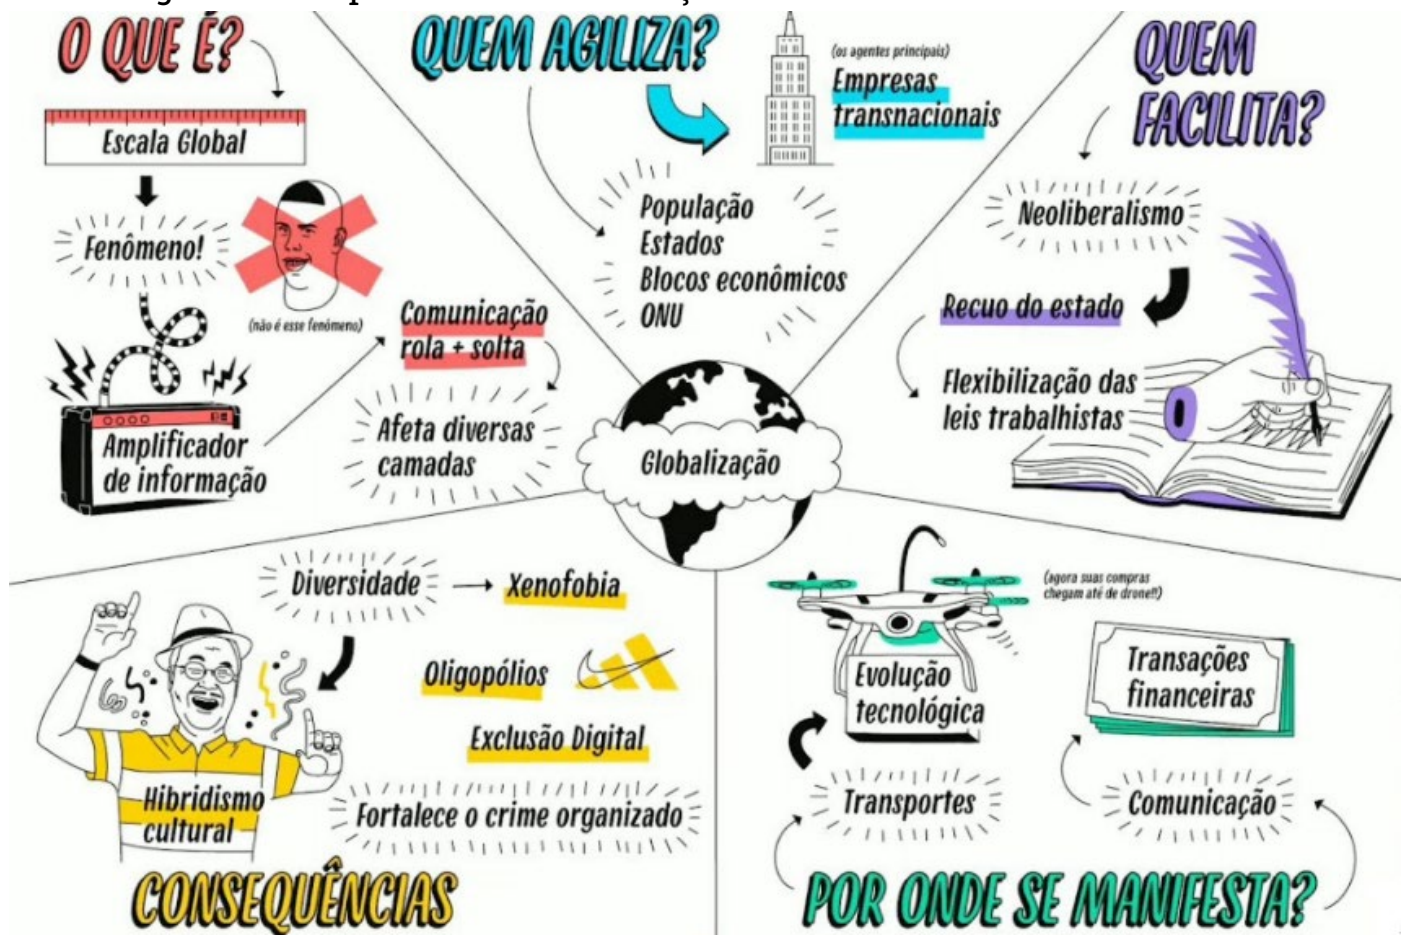 O QUE É?
Escala Global
Fenômeno!
(não é esse fenômeno)
Amplificador
de informação
Comunicação
rola + solta
Afeta diversas
camadas
QUEM AGILIZA?
(os agentes principais)
Empresas
transnacionais
População
Estados
Blocos econômicos
ONU
QUEM
FACILITA?
Neoliberalismo
Recuo do estado
Flexibilização das
leis trabalhistas
Globalização
Diversidade
Xenofobia
Oligopólios
Exclusão Digital
Hibridismo
cultural
Fortalece o crime organizado
CONSEQUÊNCIAS
(agora suas compras
chegam até de drone!!)
Evolução
tecnológica
Transações
financeiras
Transportes
Comunicação
POR ONDE SE MANIFESTA?